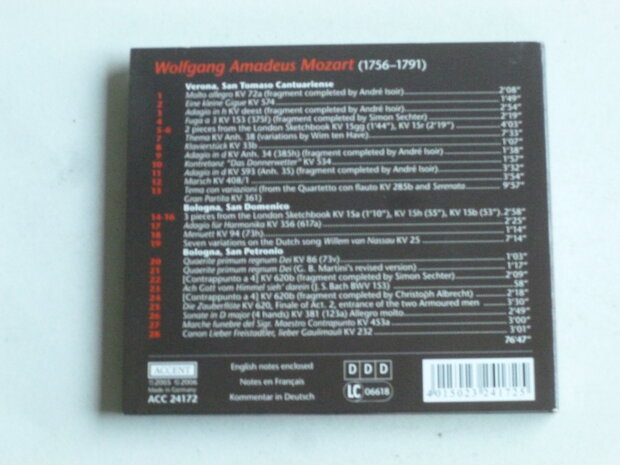 Wolfgang Amadeus Mozart (1756–1791)
Verona, San Tomaso Cantuariense
1 Molto allegro KV 72a (fragment completed by André Isoir) 2'08"
2 Eine kleine Gigue KV 574 1'49"
3 Adagio in h KV deest (fragment completed by André Isoir) 2'54"
4 Fuga a 3 KV 153 (375f) (fragment completed by Simon Sechter) 2'19"
5-6 2 pieces from the London Sketchbook KV 15gg (1'44"), KV 15r (2'19") 4'03"
7 Thema KV Anh. 38 (variations by Wim ten Have) 7'33"
8 Klavierstück KV 33b 1'07"
9 Adagio in d KV Anh. 34 (385h) (fragment completed by André Isoir) 1'38"
10 Kontretanz "Das Donnerwetter" KV 534 1'57"
11 Adagio in d KV 593 (Anh. 35) (fragment completed by André Isoir) 3'32"
12 Marsch KV 408/1 3'54"
13 Tema con variazioni (from the Quartetto con flauto KV 285b and Serenata 9'57"
Gran Partita KV 361)
Bologna, San Domenico
14-16 3 pieces from the London Sketchbook KV 15a (1'10"), KV 15h (55"), KV 15b (53") 2'58"
17 Adagio für Harmonika KV 356 (617a) 2'25"
18 Menuett KV 94 (73h) 1'14"
19 Seven variations on the Dutch song Willem van Nassau KV 25 7'14"
Bologna, San Petronio
20 Quaerite primum regnum Dei KV 86 (73v) 1'03"
21 Quaerite primum regnum Dei (G. B. Martini's revised version) 1'17"
22 [Contrappunto a 4] KV 620b (fragment completed by Simon Sechter) 2'09"
23 Ach Gott vom Himmel sieh' darein (J. S. Bach BWV 153) 58"
24 [Contrappunto a 4] KV 620b (fragment completed by Christoph Albrecht) 2'18"
25 Die Zauberflöte KV 620, Finale of Act. 2, entrance of the two Armoured men 3'30"
26 Sonate in D major (4 hands) KV 381 (123a) Allegro molto 2'49"
27 Marche funebre del Sigr. Maestro Contrapunto KV 453a 3'00"
28 Canon Lieber Freistädtler, lieber Gaulimauli KV 232 3'01"
76'47"
ACCENT
℗ 2005 © 2006
Made in Germany
ACC 24172
English notes enclosed
Notes en Français
Kommentar in Deutsch
D D D
LC 06618
4 015023 241725